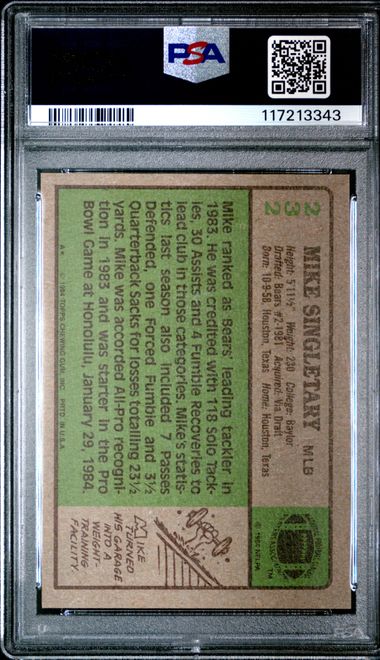 PSA
117213343
232
MIKE SINGLETARY MLB
Height: 5'11½" Weight: 230 College: Baylor
Drafted: Bears #2-1981 Acquired: Via Draft
Born: 10-9-58 Houston, Texas Home: Houston, Texas
© 1984 NFLPA
TM
Mike ranked as Bears' leading tackler in
1983. He was credited with 118 Solo Tack-
les, 30 Assists and 4 Fumble Recoveries to
lead club in those categories. Mike's statis-
tics last season also included 7 Passes
Defended, one Forced Fumble and 3½
Quarterback Sacks for losses totalling 23½
yards. Mike was accorded All-Pro recogni-
tion in 1983 and was starter in the Pro
Bowl Game at Honolulu, January 29, 1984.
MIKE
TURNED
HIS GARAGE
INTO A
WEIGHT-
TRAINING
FACILITY.
A* © 1984 TOPPS CHEWING GUM, INC. PRTD. IN U.S.A.